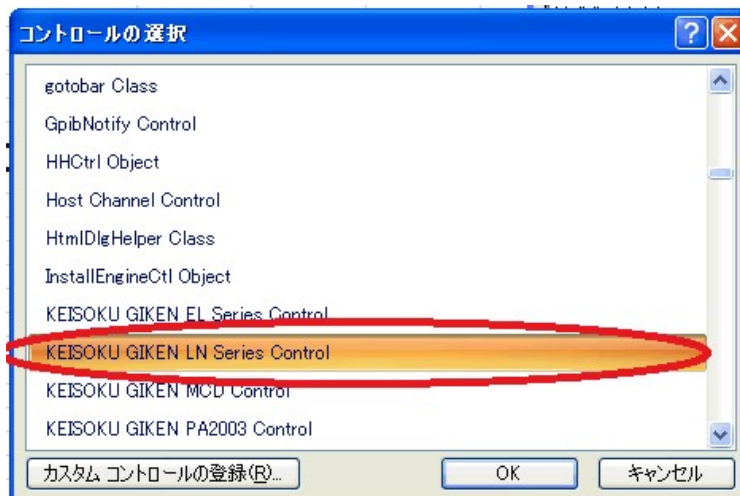 コントロールの選択
gotobar Class
GpibNotify Control
HHCtrl Object
Host Channel Control
HtmlDlgHelper Class
InstallEngineCtl Object
KEISOKU GIKEN EL Series Control
KEISOKU GIKEN LN Series Control
KEISOKU GIKEN MCD Control
KEISOKU GIKEN PA2003 Control
カスタム コントロールの登録(R)... OK キャンセル